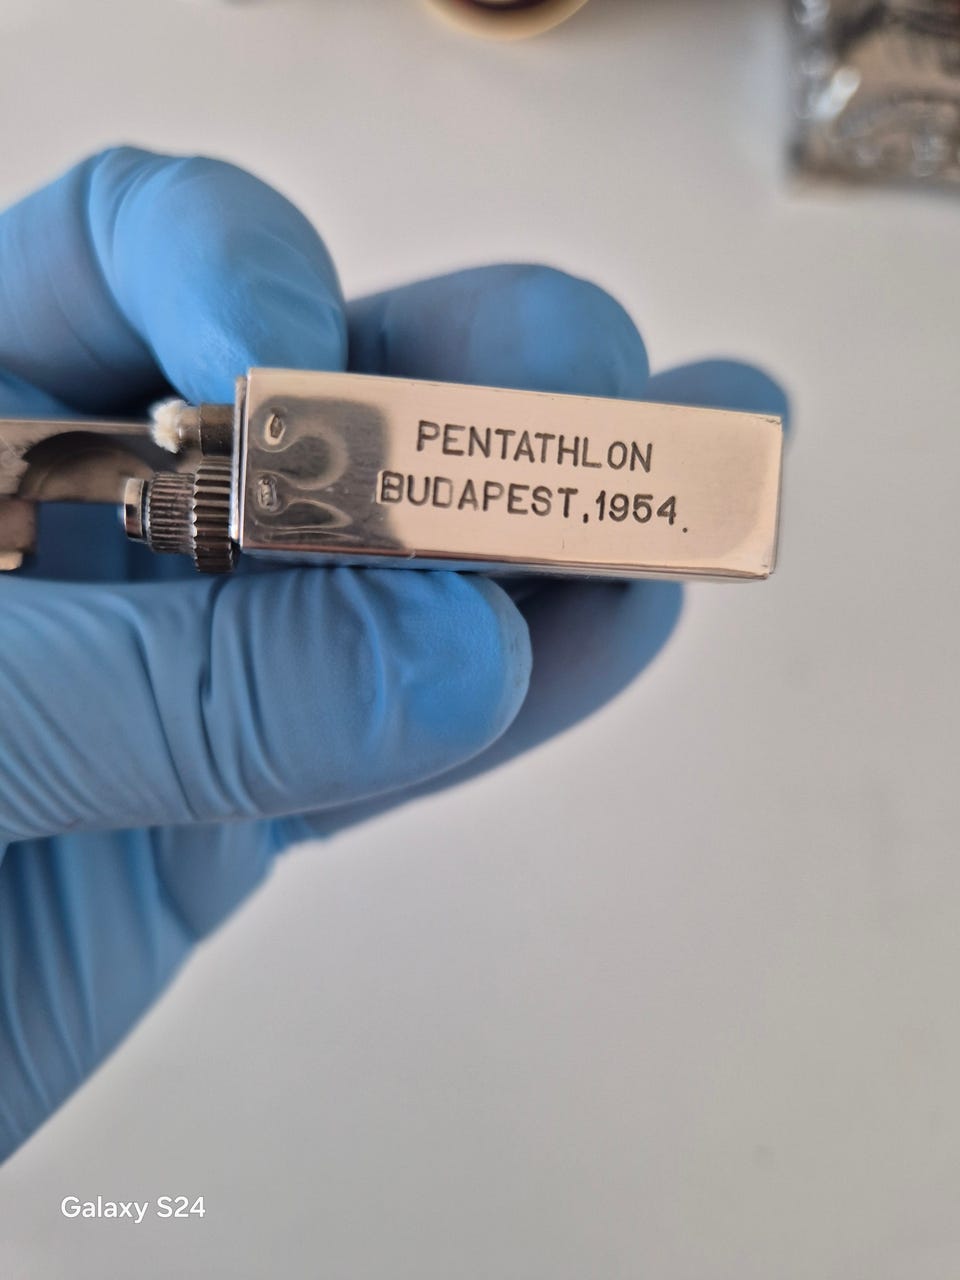 PENTATHLON
BUDAPEST,1954.
Galaxy S24